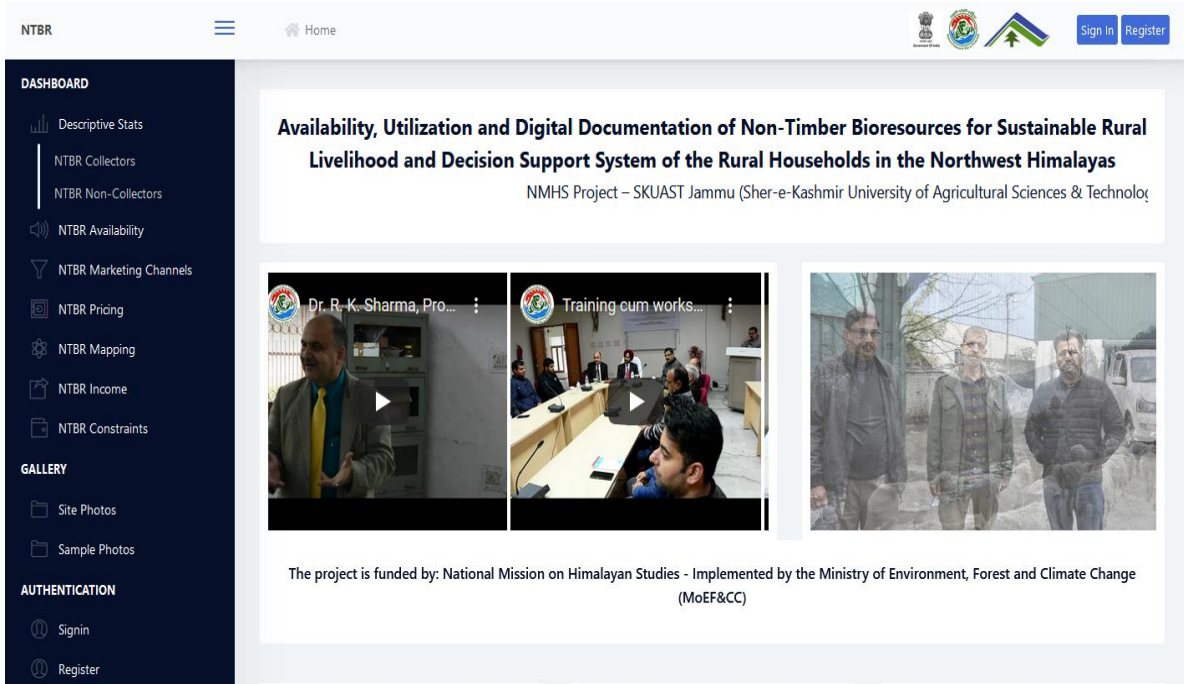 NTBR
Home
Sign In
Register
DASHBOARD
Descriptive Stats
NTBR Collectors
NTBR Non-Collectors
NTBR Availability
NTBR Marketing Channels
NTBR Pricing
NTBR Mapping
NTBR Income
NTBR Constraints
GALLERY
Site Photos
Sample Photos
AUTHENTICATION
Signin
Register
Availability, Utilization and Digital Documentation of Non-Timber Bioresources for Sustainable Rural
Livelihood and Decision Support System of the Rural Households in the Northwest Himalayas
NMHS Project – SKUAST Jammu (Sher-e-Kashmir University of Agricultural Sciences & Technolog
Dr. R. K. Sharma, Pro...
Training cum works...
The project is funded by: National Mission on Himalayan Studies - Implemented by the Ministry of Environment, Forest and Climate Change
(MoEF&CC)